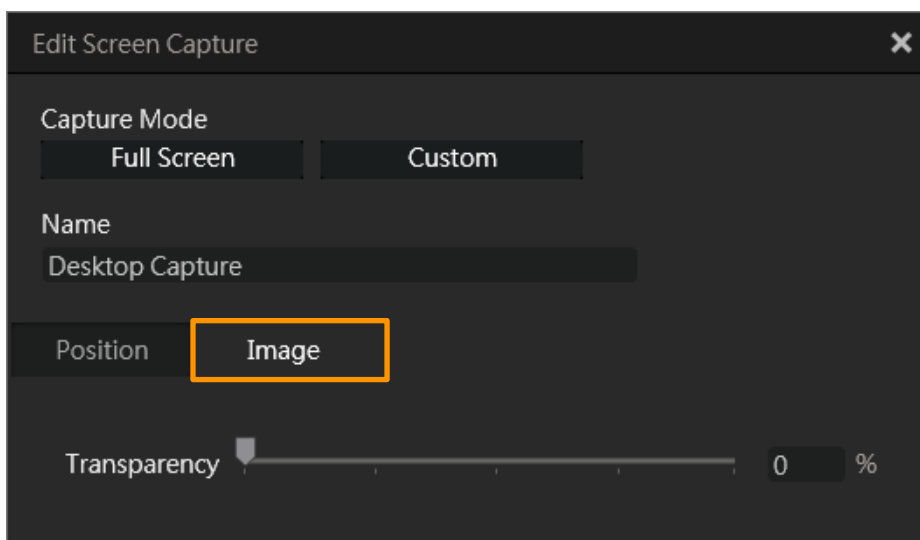 Edit Screen Capture
Capture Mode
Full Screen Custom
Name
Desktop Capture
Position Image
Transparency 0 %